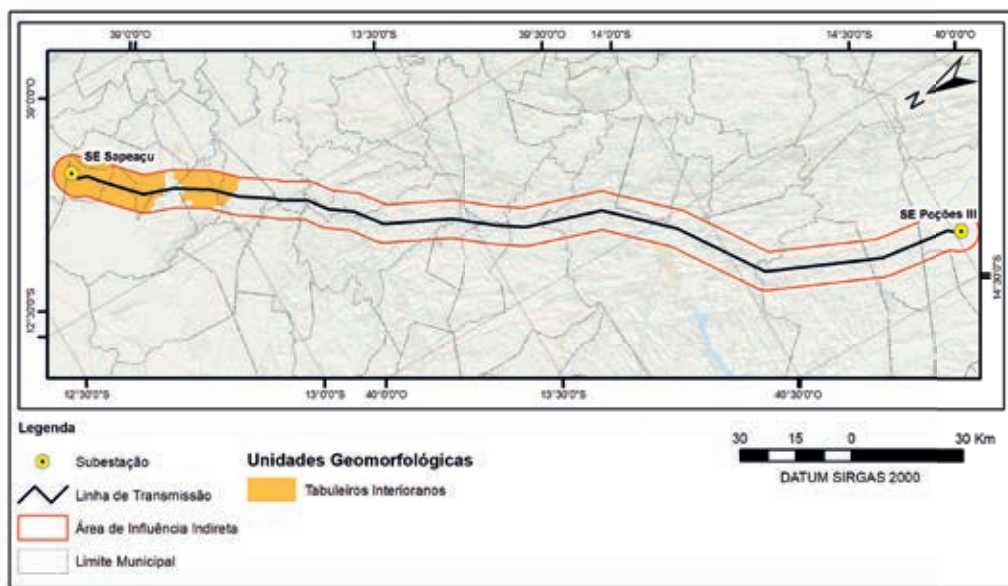 39°0'0"O 13°30'0"S 39°30'0"O 14°0'0"S 14°30'0"S 40°0'0"O
39°0'0"O
N
SE Sapeaçu
SE Poções III
14°30'0"S
12°30'0"S
12°30'0"S 13°0'0"S 40°0'0"O 13°30'0"S 40°30'0"O
Legenda
Subestação
Linha de Transmissão
Área de Influência Indireta
Limite Municipal
Unidades Geomorfológicas
Tabuleiros Interioranos
30 15 0 30 Km
DATUM SIRGAS 2000